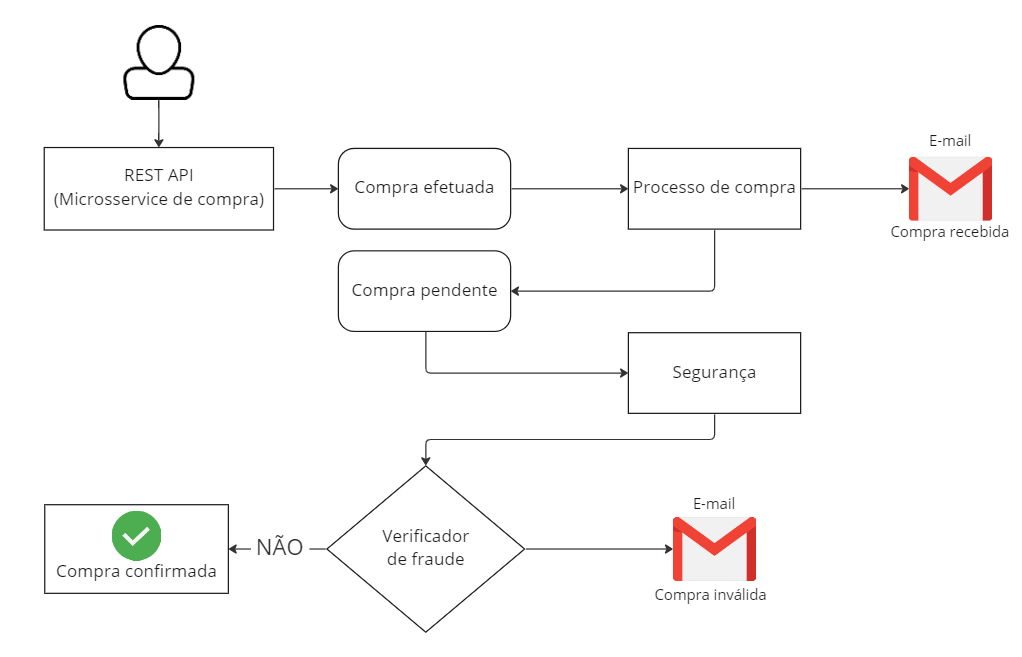 REST API
(Microsservice de compra)
Compra efetuada
Processo de compra
E-mail
Compra recebida
Compra pendente
Segurança
Verificador
de fraude
NÃO
Compra confirmada
E-mail
Compra inválida